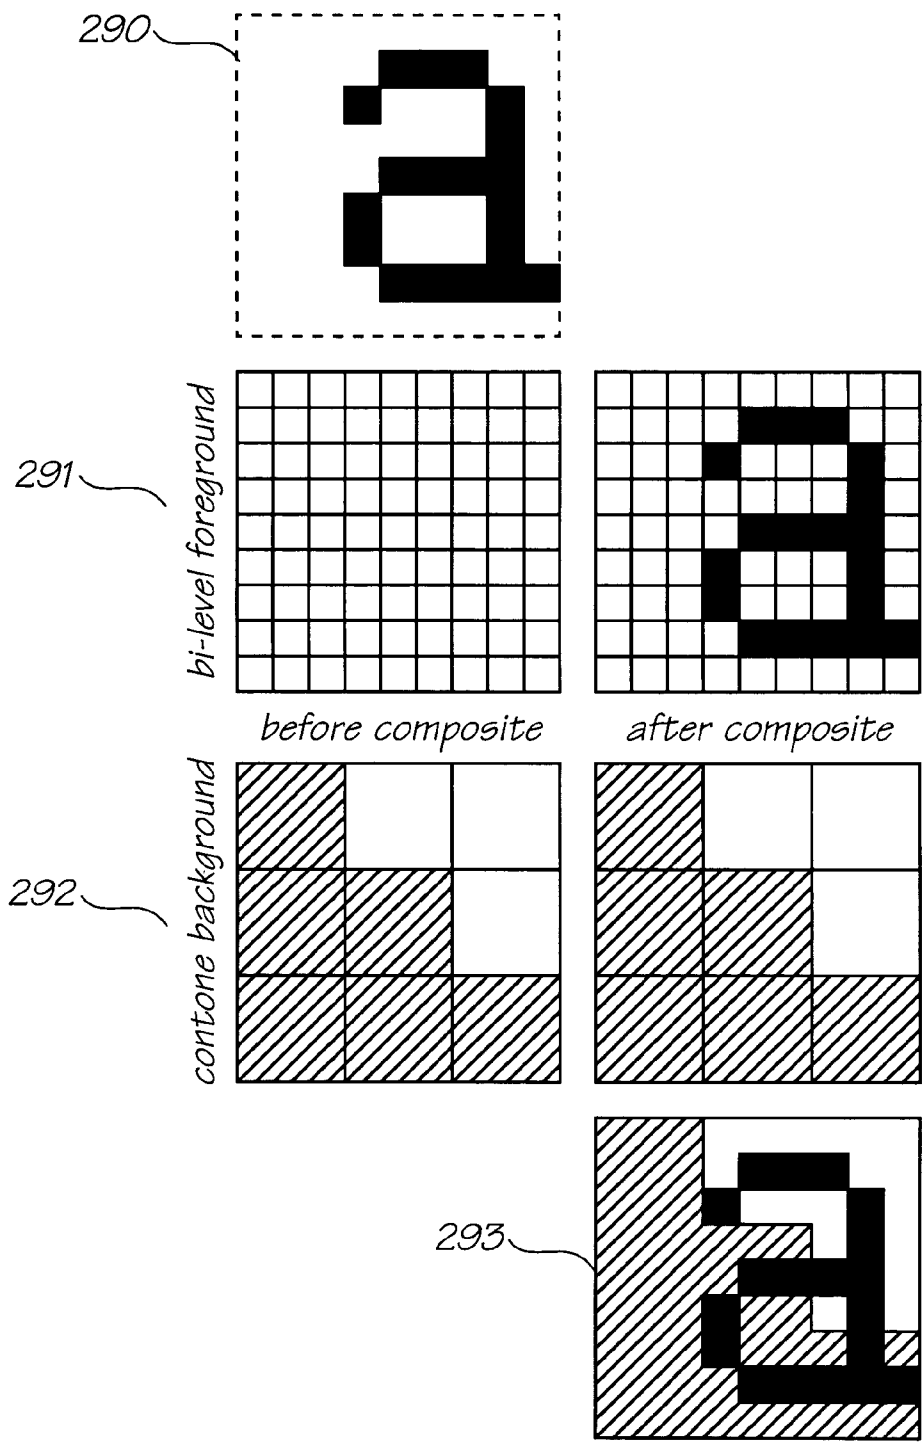 290
291
bi-level foreground
before composite
after composite
292
contone background
293